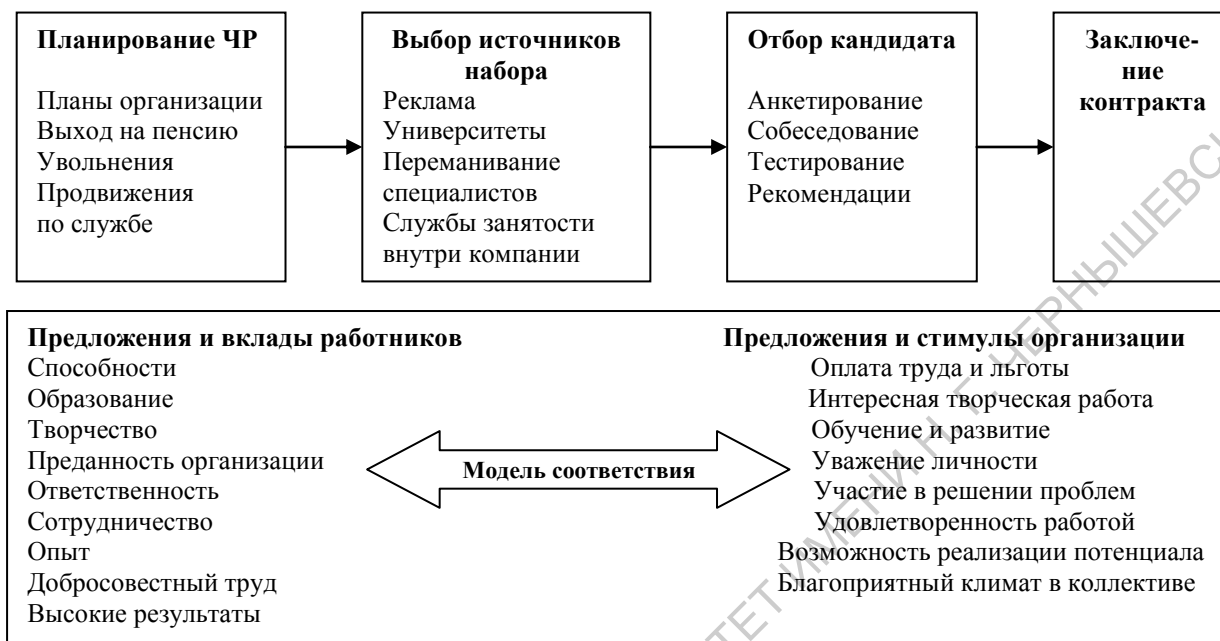 Планирование ЧР
Планы организации
Выход на пенсию
Увольнения
Продвижения
по службе
Выбор источников
набора
Реклама
Университеты
Переманивание
специалистов
Службы занятости
внутри компании
Отбор кандидата
Анкетирование
Собеседование
Тестирование
Рекомендации
Заключе-
ние
контракта
Предложения и вклады работников
Способности
Образование
Творчество
Преданность организации
Ответственность
Сотрудничество
Опыт
Добросовестный труд
Высокие результаты
Модель соответствия
Предложения и стимулы организации
Оплата труда и льготы
Интересная творческая работа
Обучение и развитие
Уважение личности
Участие в решении проблем
Удовлетворенность работой
Возможность реализации потенциала
Благоприятный климат в коллективе
ИМЕНИ Н. Г.